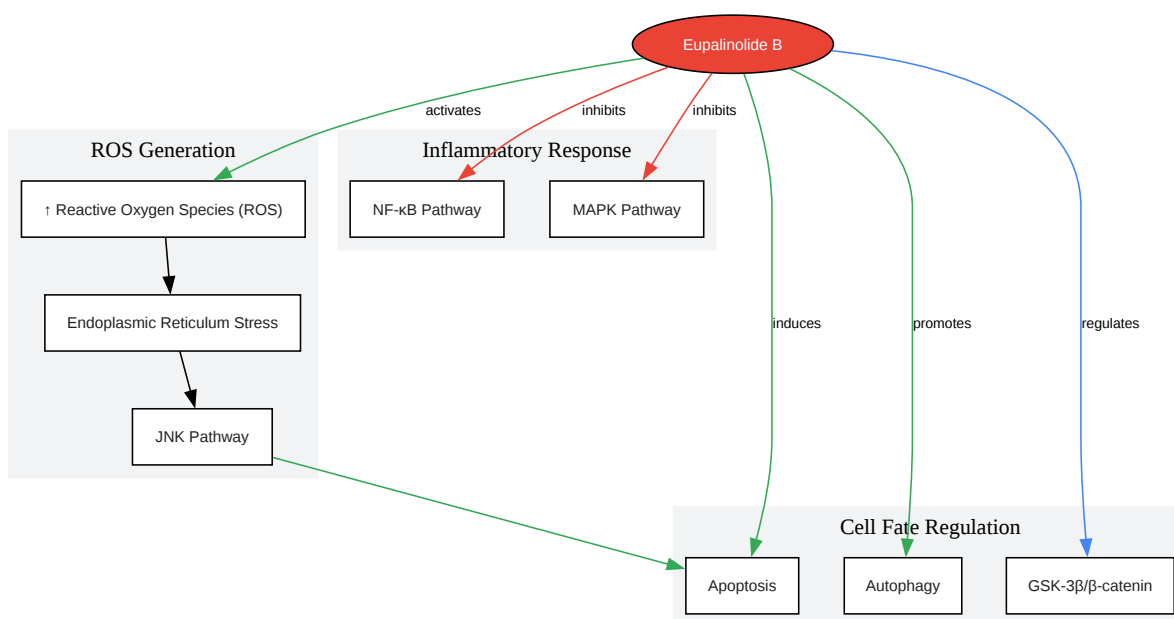 Eupalinolide B
activates
inhibits
inhibits
ROS Generation
Inflammatory Response
↑ Reactive Oxygen Species (ROS)
NF-κB Pathway
MAPK Pathway
Endoplasmic Reticulum Stress
induces
promotes
regulates
JNK Pathway
Cell Fate Regulation
Apoptosis
Autophagy
GSK-3β/β-catenin